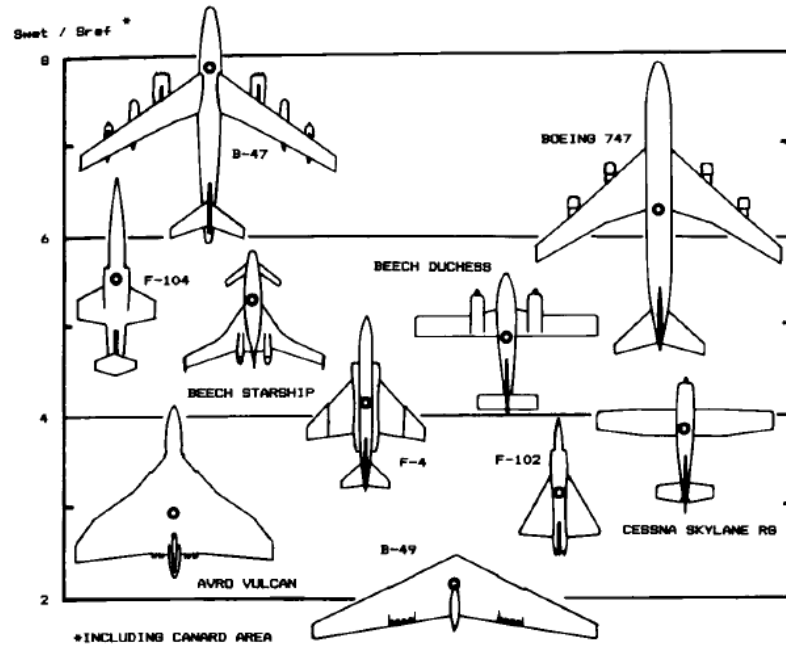 Swet / Sref *
8
BOEING 747
B-47
6
F-104
BEECH DUCHESS
BEECH STARSHIP
4
F-4
F-102
CESSNA SKYLANE RG
B-49
AVRO VULCAN
2
*INCLUDING CANARD AREA